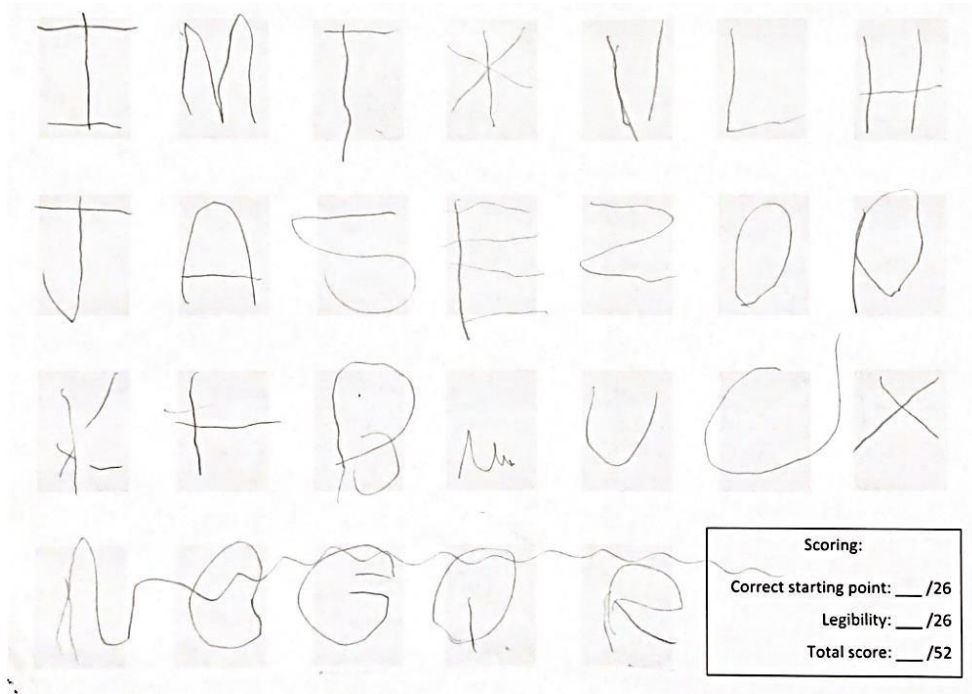 I M T V L H
J A S E Z O P
K B U X
N G Q R
Scoring:
Correct starting point: ___ /26
Legibility: ___ /26
Total score: ___ /52